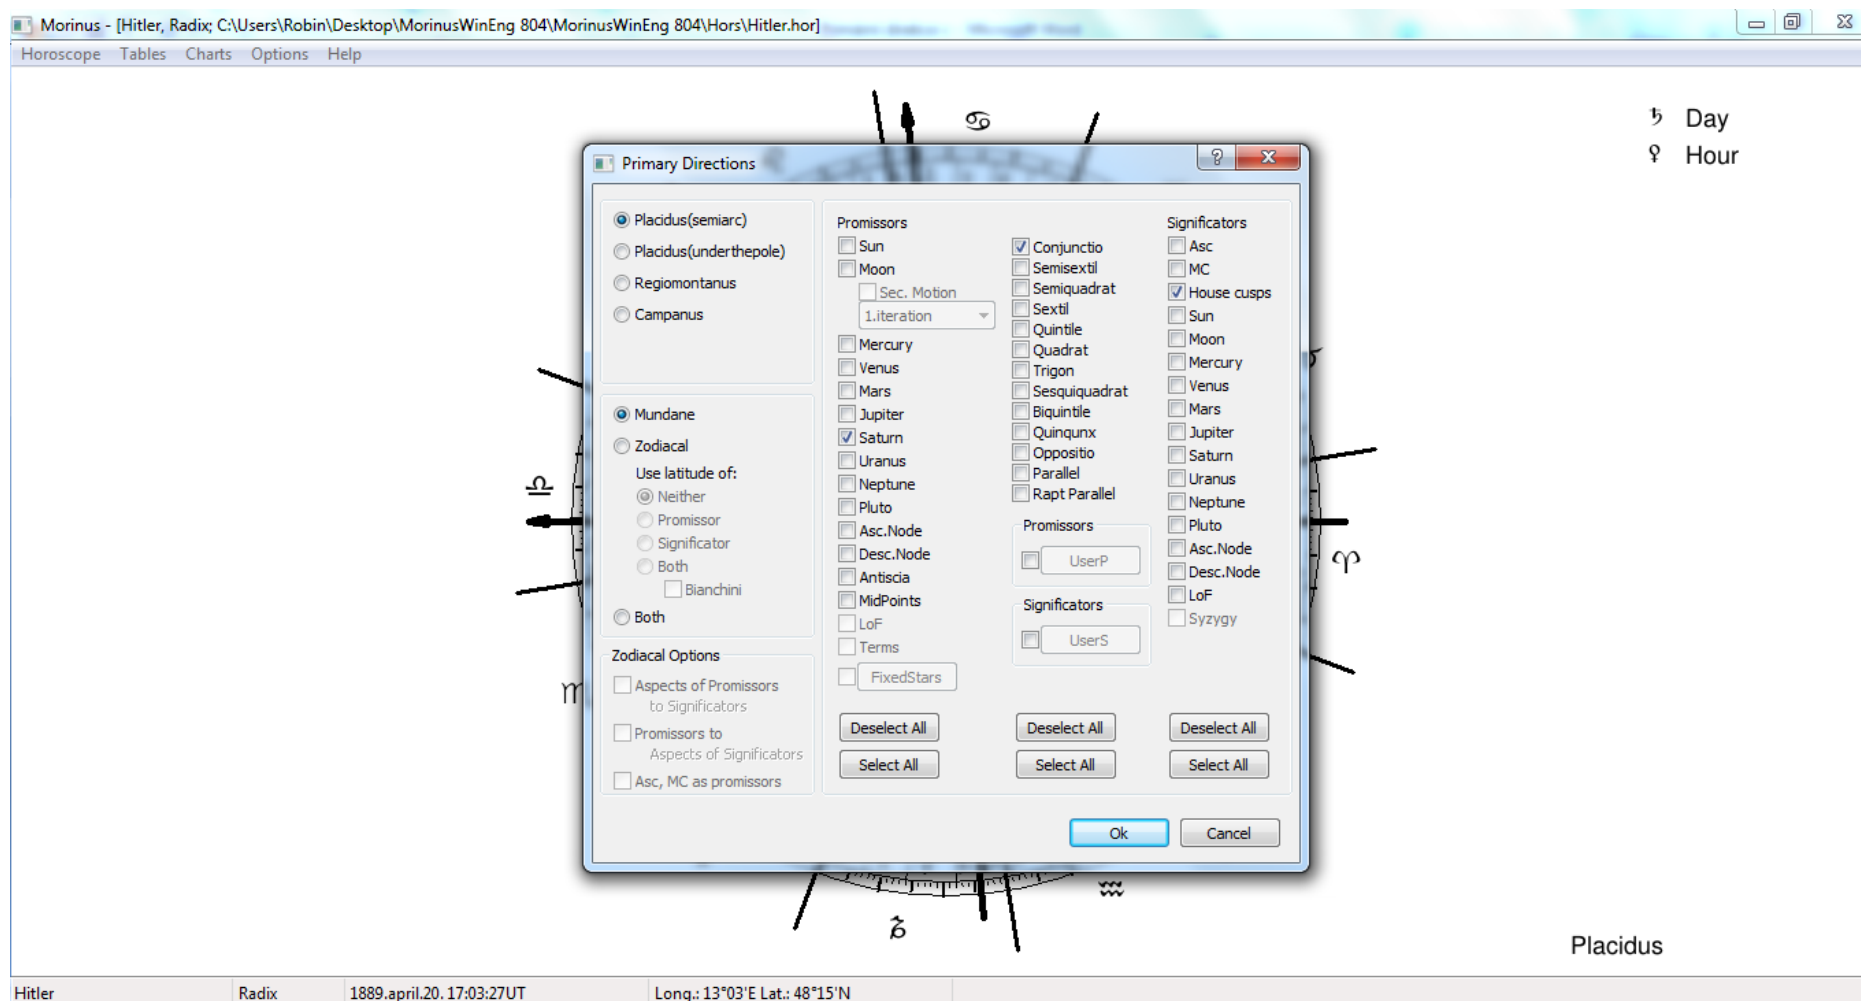 Morinus - [Hitler, Radix; C:\Users\Robin\Desktop\MorinusWinEng 804\MorinusWinEng 804\Hors\Hitler.hor]
Horoscope Tables Charts Options Help
♄ Day
♀ Hour
Primary Directions
Placidus(semiarc)
Placidus(underthepole)
Regiomontanus
Campanus
Mundane
Zodiacal
Use latitude of:
Neither
Promissor
Significator
Both
Bianchini
Both
Zodiacal Options
Aspects of Promissors
to Significators
Promissors to
Aspects of Significators
Asc, MC as promissors
Promissors
Sun
Moon
Sec. Motion
1.iteration
Mercury
Venus
Mars
Jupiter
Saturn
Uranus
Neptune
Pluto
Asc.Node
Desc.Node
Antiscia
MidPoints
LoF
Terms
FixedStars
Deselect All
Select All
Conjunctio
Semisextil
Semiquadrat
Sextil
Quintile
Quadrat
Trigon
Sesquiquadrat
Biquintile
Quinqunx
Oppositio
Parallel
Rapt Parallel
Promissors
UserP
Significators
UserS
Deselect All
Select All
Significators
Asc
MC
House cusps
Sun
Moon
Mercury
Venus
Mars
Jupiter
Saturn
Uranus
Neptune
Pluto
Asc.Node
Desc.Node
LoF
Syzygy
Deselect All
Select All
Ok
Cancel
Placidus
Hitler Radix 1889.april.20. 17:03:27UT Long.: 13°03'E Lat.: 48°15'N